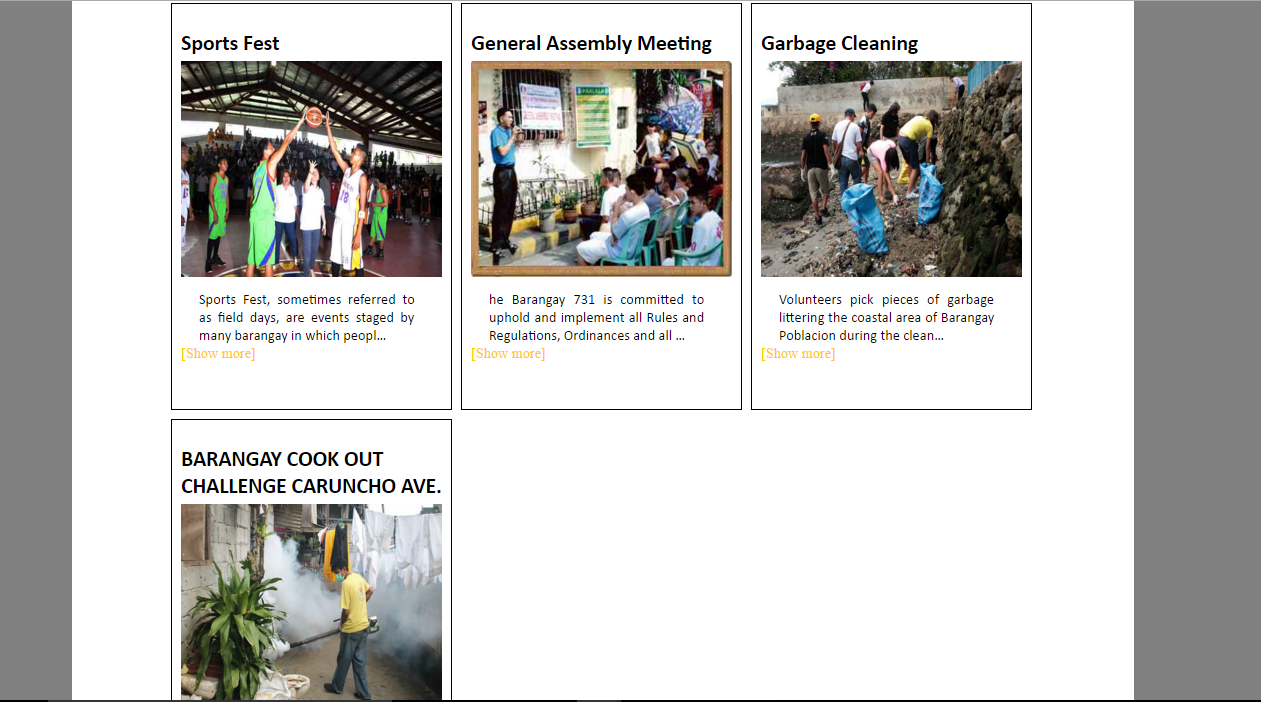 Sports Fest
Sports Fest, sometimes referred to
as field days, are events staged by
many barangay in which peopl...
[Show more]
General Assembly Meeting
he Barangay 731 is committed to
uphold and implement all Rules and
Regulations, Ordinances and all ...
[Show more]
Garbage Cleaning
Volunteers pick pieces of garbage
littering the coastal area of Barangay
Poblacion during the clean...
[Show more]
BARANGAY COOK OUT
CHALLENGE CARUNCHO AVE.